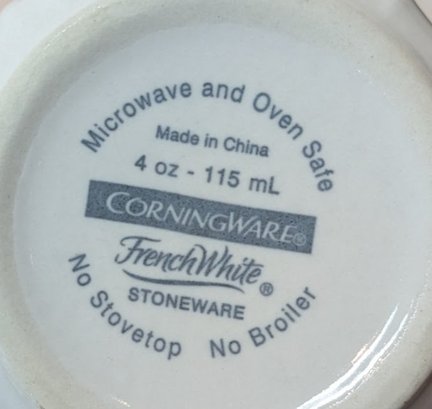 Microwave and Oven Safe
Made in China
4 oz - 115 mL
CORNINGWARE®
FrenchWhite®
STONEWARE
No Stovetop No Broiler